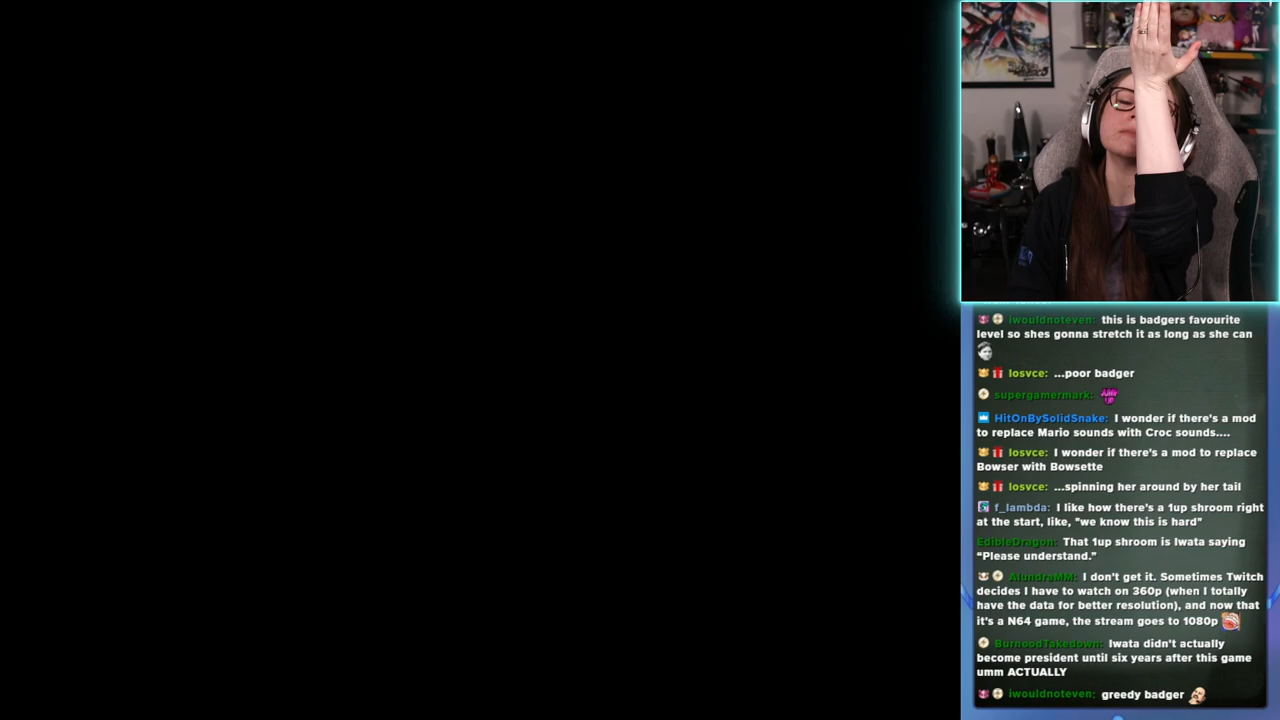 iwouldnoteven: this is badgers favourite
level so shes gonna stretch it as long as she can
losvce: ...poor badger
supergamermark:
HitOnBySolidSnake: I wonder if there's a mod
to replace Mario sounds with Croc sounds....
losvce: I wonder if there's a mod to replace
Bowser with Bowsette
losvce: ...spinning her around by her tail
f_lambda: I like how there's a 1up shroom right
at the start, like, "we know this is hard"
EdibleDragon: That 1up shroom is Iwata saying
"Please understand."
AlundraMM: I don't get it. Sometimes Twitch
decides I have to watch on 360p (when I totally
have the data for better resolution), and now that
it's a N64 game, the stream goes to 1080p
BurnoodTakedown: Iwata didn't actually
become president until six years after this game
umm ACTUALLY
iwouldnoteven: greedy badger